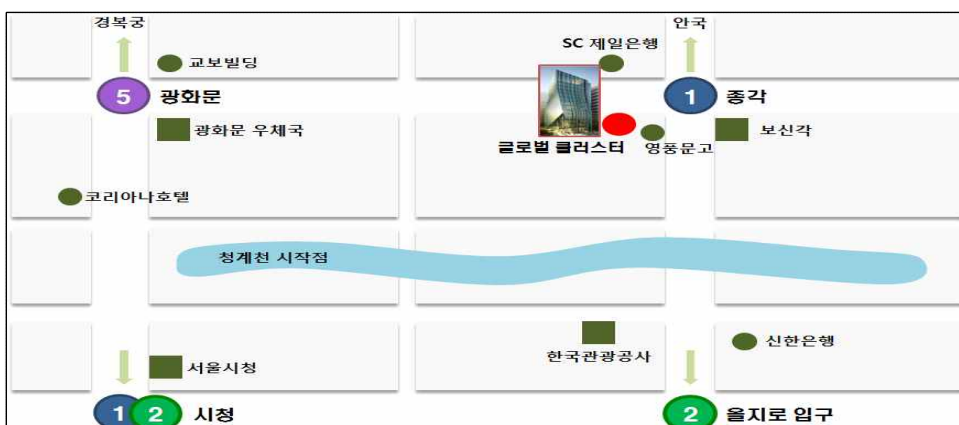 경복궁
안국
SC 제일은행
교보빌딩
5 광화문
1 종각
광화문 우체국
보신각
글로벌 클러스터
영풍문고
코리아나호텔
청계천 시작점
한국관광공사
신한은행
서울시청
1 2 시청
2 을지로 입구